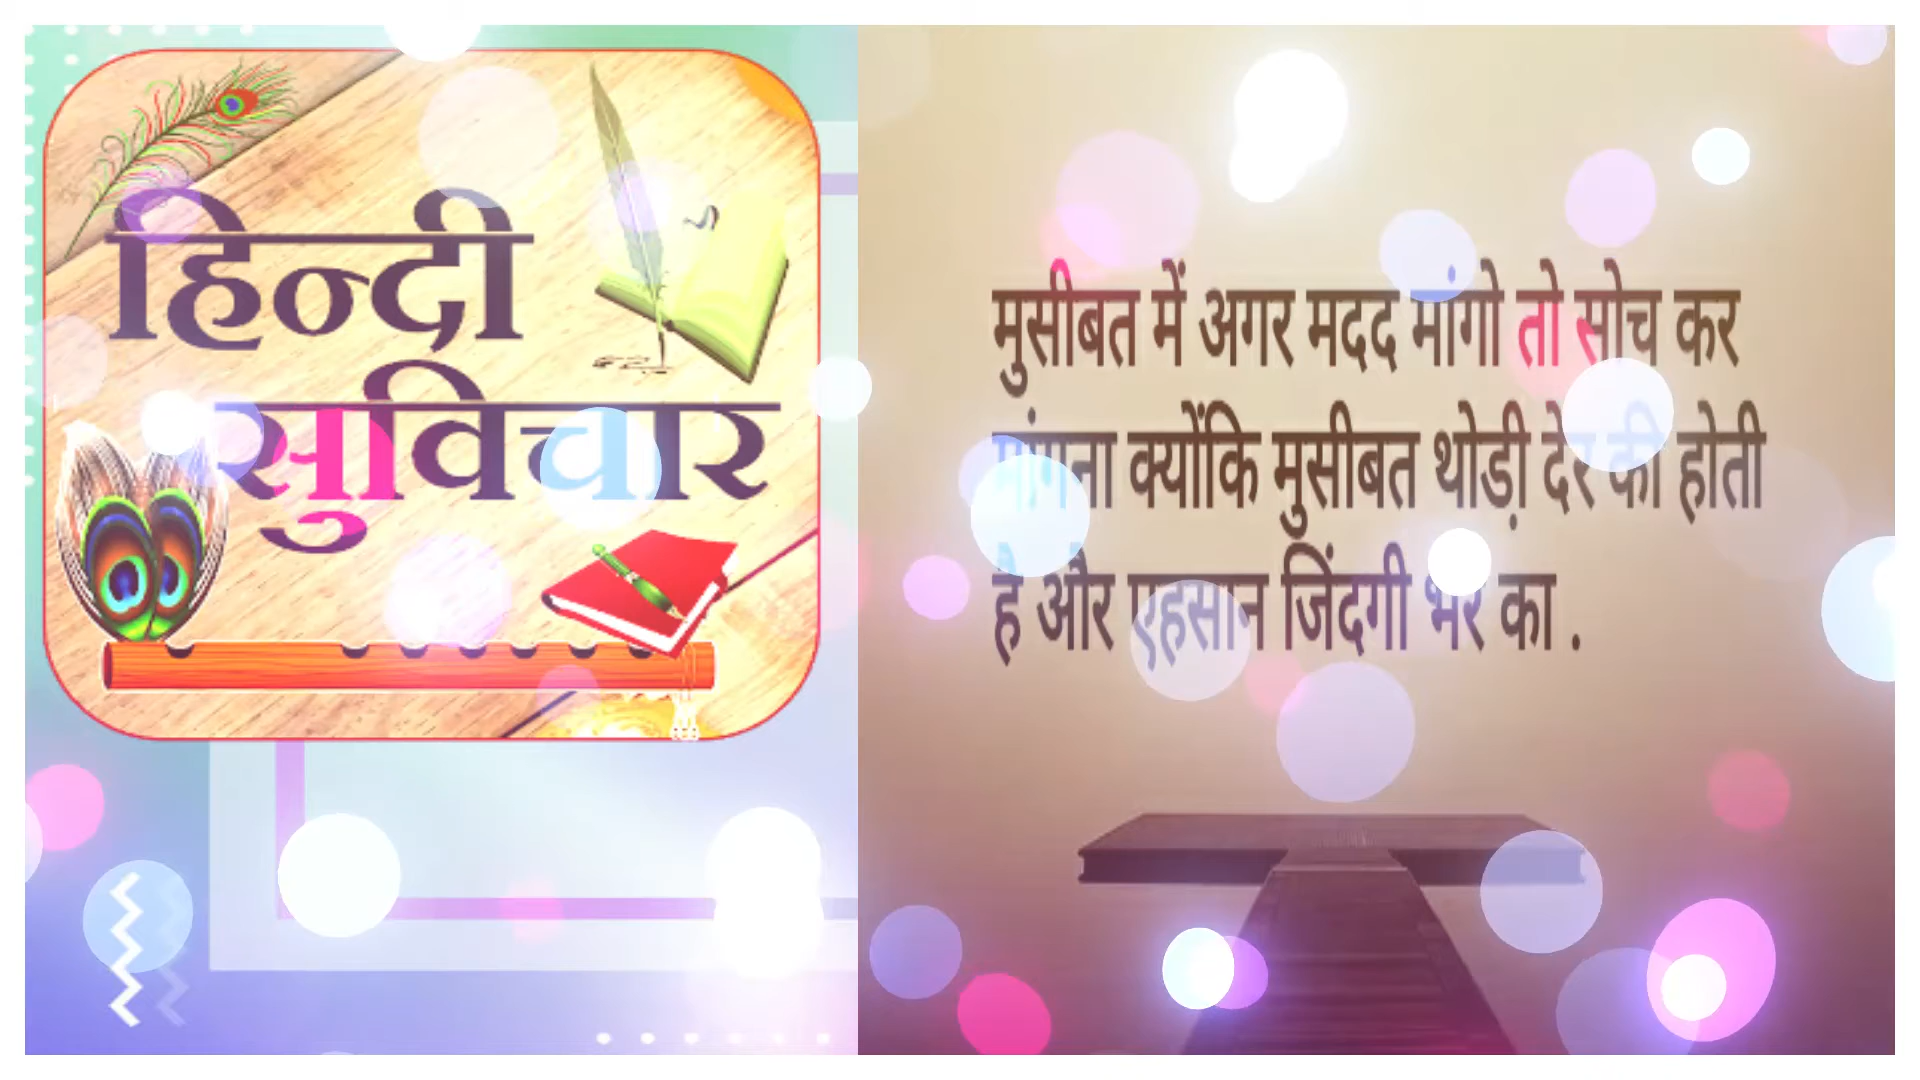 हिन्दी
सुविचार
मुसीबत में अगर मदद मांगो तो सोच कर
मांगना क्योंकि मुसीबत थोड़ी देर की होती
है और एहसान जिंदगी भर का .